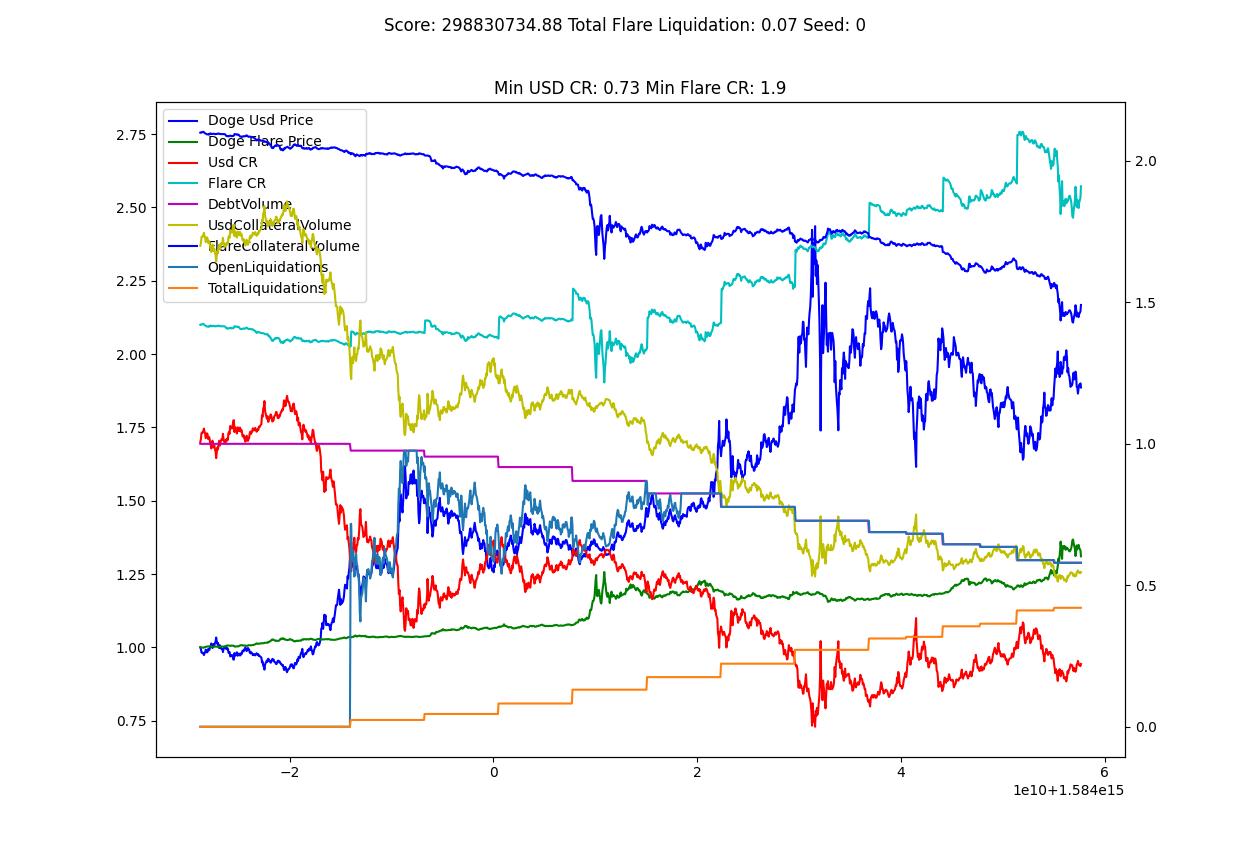 Score: 298830734.88 Total Flare Liquidation: 0.07 Seed: 0
Min USD CR: 0.73 Min Flare CR: 1.9
Doge Usd Price
Doge Flare Price
Usd CR
Flare CR
DebtVolume
UsdCollateralVolume
FlareCollateralVolume
OpenLiquidations
TotalLiquidations
2.75
2.50
2.25
2.00
1.75
1.50
1.25
1.00
0.75
2.0
1.5
1.0
0.5
0.0
−2
0
2
4
6
1e10+1.584e15